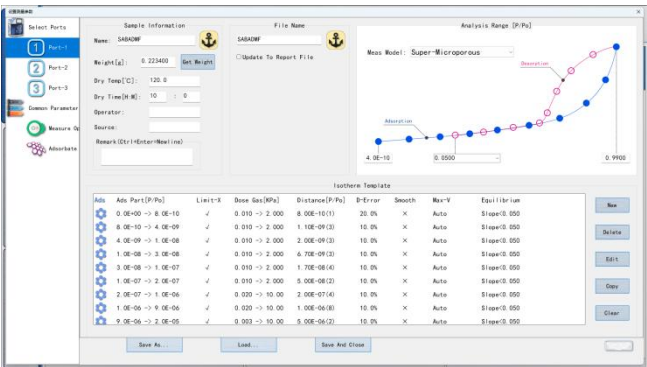 Select Ports
1 Port-1
2 Port-2
3 Port-3
Common Parameter
Measure Op
Adsorbate
Sample Information
Name: SABADWF
Weight[g]: 0.223400 Get Weight
Dry Temp[℃]: 120.0
Dry Time[H:M]: 10 : 0
Operator:
Source:
Remark(Ctrl+Enter=Newline)
File Name
SABADWF
Update To Report File
Analysis Range [P/Po]
Meas Model: Super-Microporous
Desorption
Adsorption
4.0E-10 0.0500 0.9900
Isotherm Template
Ads Ads Part[P/Po] Limit-X Dose Gas[KPa] Distance[P/Po] D-Error Smooth Max-V Equilibrium
0.0E+00 -> 8.0E-10 √ 0.010 -> 2.000 8.00E-10(1) 20.0% × Auto Slope<0.050
8.0E-10 -> 4.0E-09 √ 0.010 -> 2.000 1.10E-09(3) 10.0% × Auto Slope<0.050
4.0E-09 -> 1.0E-08 √ 0.010 -> 2.000 2.00E-09(3) 10.0% × Auto Slope<0.050
1.0E-08 -> 3.0E-08 √ 0.010 -> 2.000 6.70E-09(3) 10.0% × Auto Slope<0.050
3.0E-08 -> 1.0E-07 √ 0.010 -> 2.000 1.70E-08(4) 10.0% × Auto Slope<0.050
1.0E-07 -> 2.0E-07 √ 0.010 -> 2.000 5.00E-08(2) 10.0% × Auto Slope<0.050
2.0E-07 -> 1.0E-06 √ 0.020 -> 10.00 2.00E-07(4) 10.0% × Auto Slope<0.050
1.0E-06 -> 9.0E-06 √ 0.020 -> 10.00 1.00E-06(8) 10.0% × Auto Slope<0.050
9.0E-06 -> 2.0E-05 √ 0.003 -> 10.00 5.00E-06(2) 10.0% × Auto Slope<0.050
New
Delete
Edit
Copy
Clear
Save As... Load... Save And Close